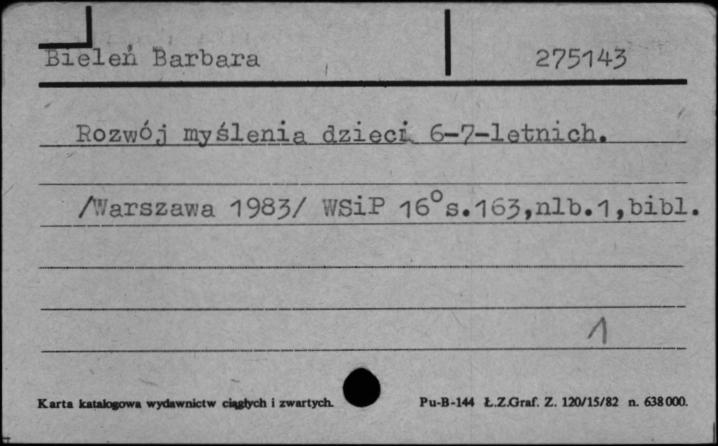 Bieleń Barbara 275143
Rozwój myślenia dzieci 6-7-letnich.
/Warszawa 1983/ WSiP 16°s.163,nlb.1,bibl.
1
Karta katalogowa wydawnictw ciągłych i zwartych. Pu-B-144 Ł.Z.Graf. Z. 120/15/82 n. 638000.